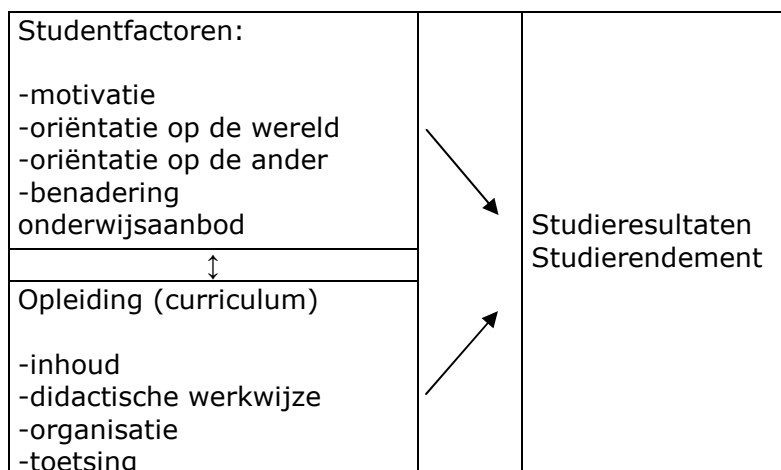 Studentfactoren:
-motivatie
-oriëntatie op de wereld
-oriëntatie op de ander
-benadering
onderwijsaanbod
↕
Opleiding (curriculum)
-inhoud
-didactische werkwijze
-organisatie
-toetsing
Studieresultaten
Studierendement